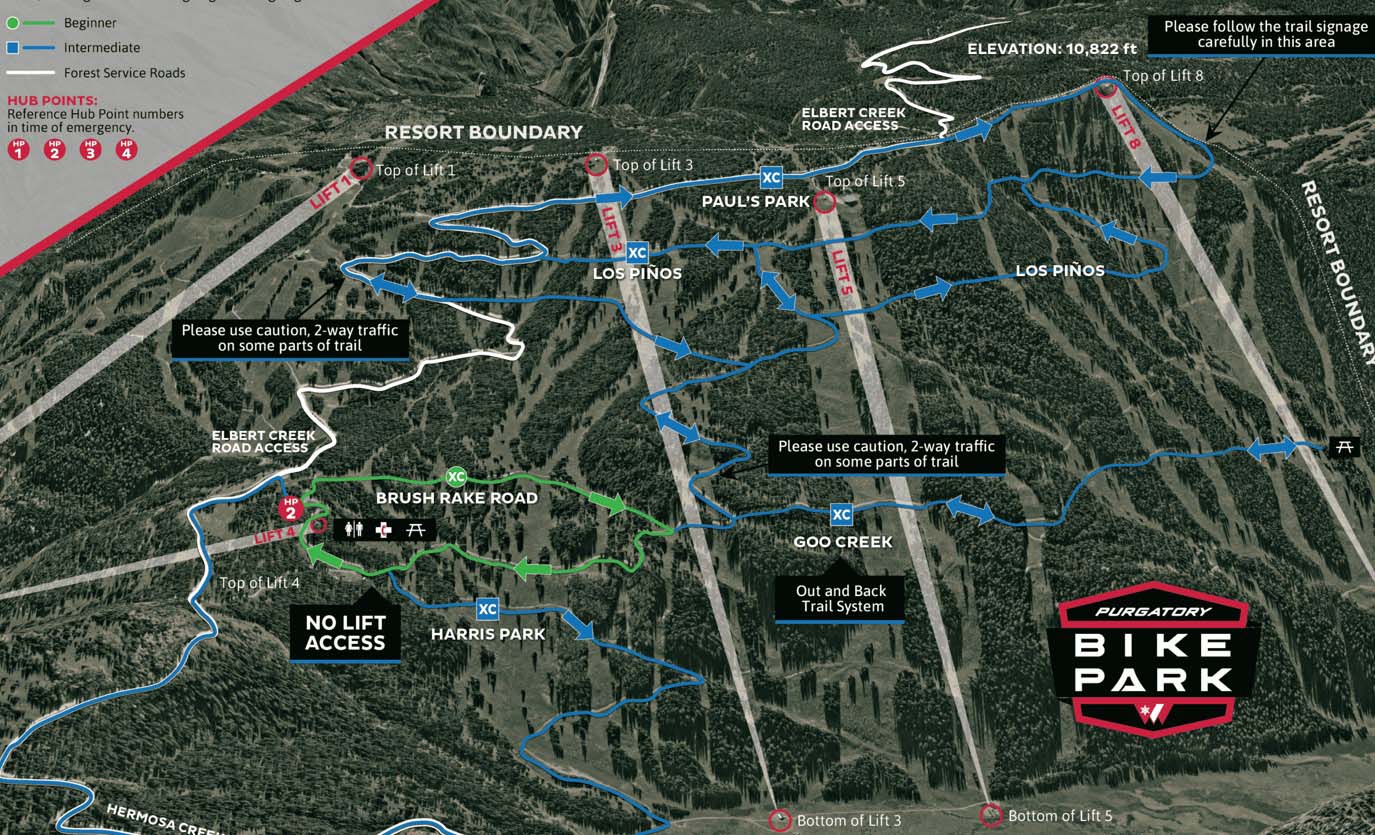 Beginner
Intermediate
Forest Service Roads
HUB POINTS:
Reference Hub Point numbers
in time of emergency.
HP
1
HP
2
HP
3
HP
4
Please follow the trail signage
carefully in this area
ELEVATION: 10,822 ft
Top of Lift 8
ELBERT CREEK
ROAD ACCESS
LIFT 8
RESORT BOUNDARY
Top of Lift 1
LIFT 1
Top of Lift 3
LIFT 3
XC
PAUL'S PARK
Top of Lift 5
LIFT 5
RESORT BOUNDARY
XC
LOS PIÑOS
LOS PIÑOS
Please use caution, 2-way traffic
on some parts of trail
ELBERT CREEK
ROAD ACCESS
Please use caution, 2-way traffic
on some parts of trail
XC
BRUSH RAKE ROAD
HP
2
LIFT 4
Top of Lift 4
XC
GOO CREEK
Out and Back
Trail System
NO LIFT
ACCESS
XC
HARRIS PARK
PURGATORY
BIKE
PARK
HERMOSA CREEK
Bottom of Lift 3
Bottom of Lift 5